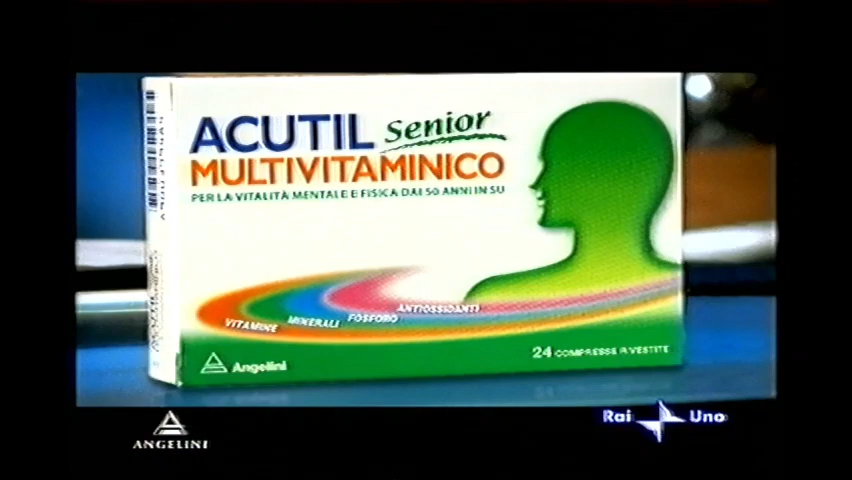 ACUTIL Senior
MULTIVITAMINICO
PER LA VITALITÀ MENTALE E FISICA DAI 50 ANNI IN SU
VITAMINE MINERALI FOSFORO ANTIOSSIDANTI
Angelini
24 COMPRESSE RIVESTITE
ANGELINI
Rai Uno